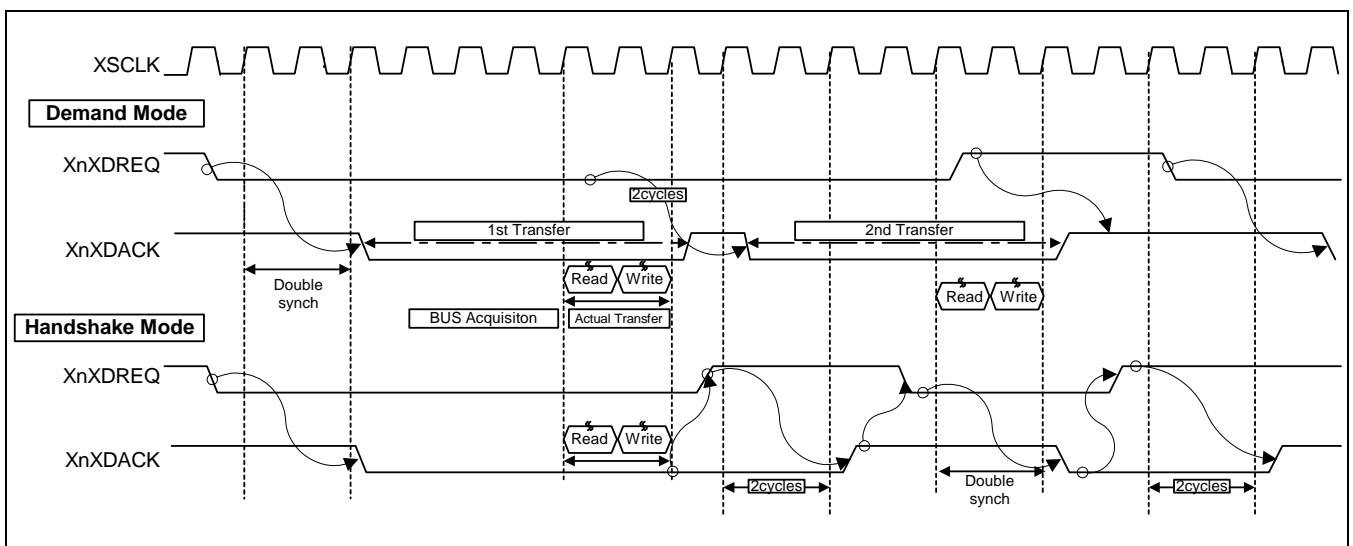 XSCLK
Demand Mode
XnXDREQ
2cycles
XnXDACK
1st Transfer
2nd Transfer
Double
synch
Read
Write
Read
Write
BUS Acquisiton
Actual Transfer
Handshake Mode
XnXDREQ
Read
Write
XnXDACK
2cycles
Double
synch
2cycles